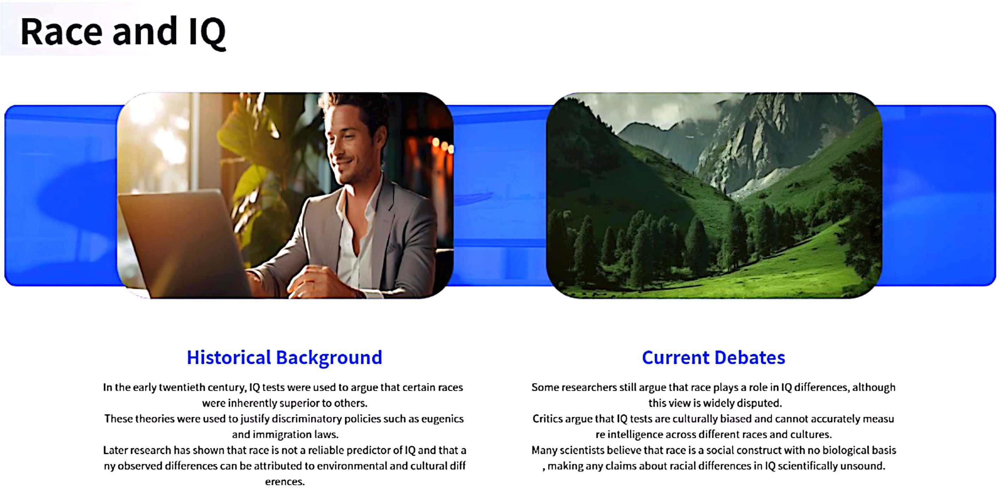 Race and IQ
Historical Background
In the early twentieth century, IQ tests were used to argue that certain races
were inherently superior to others.
These theories were used to justify discriminatory policies such as eugenics
and immigration laws.
Later research has shown that race is not a reliable predictor of IQ and that a
ny observed differences can be attributed to environmental and cultural diff
erences.
Current Debates
Some researchers still argue that race plays a role in IQ differences, although
this view is widely disputed.
Critics argue that IQ tests are culturally biased and cannot accurately measu
re intelligence across different races and cultures.
Many scientists believe that race is a social construct with no biological basis
, making any claims about racial differences in IQ scientifically unsound.